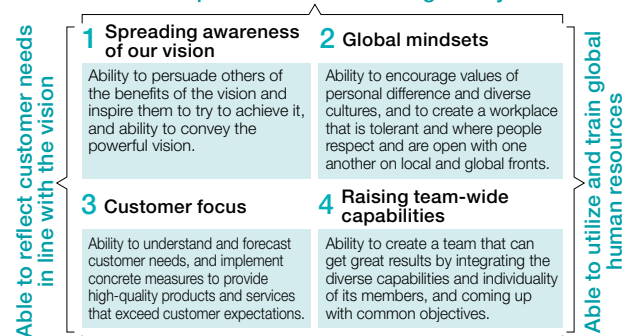 Able to reflect customer needs
in line with the vision
1 Spreading awareness
of our vision
Ability to persuade others of
the benefits of the vision and
inspire them to try to achieve it,
and ability to convey the
powerful vision.
2 Global mindsets
Ability to encourage values of
personal difference and diverse
cultures, and to create a workplace
that is tolerant and where people
respect and are open with one
another on local and global fronts.
3 Customer focus
Ability to understand and forecast
customer needs, and implement
concrete measures to provide
high-quality products and services
that exceed customer expectations.
4 Raising team-wide
capabilities
Ability to create a team that can
get great results by integrating the
diverse capabilities and individuality
of its members, and coming up
with common objectives.
Able to utilize and train global
human resources